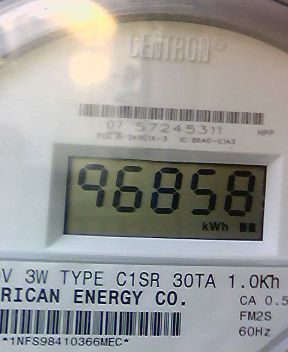 CENTRON®
07 57245311 HPP
96858
kWh
V 3W TYPE C1SR 30TA 1.0Kh
RICAN ENERGY CO.
CA 0.5
FM2S
60Hz
*1NFS98410366MEC*